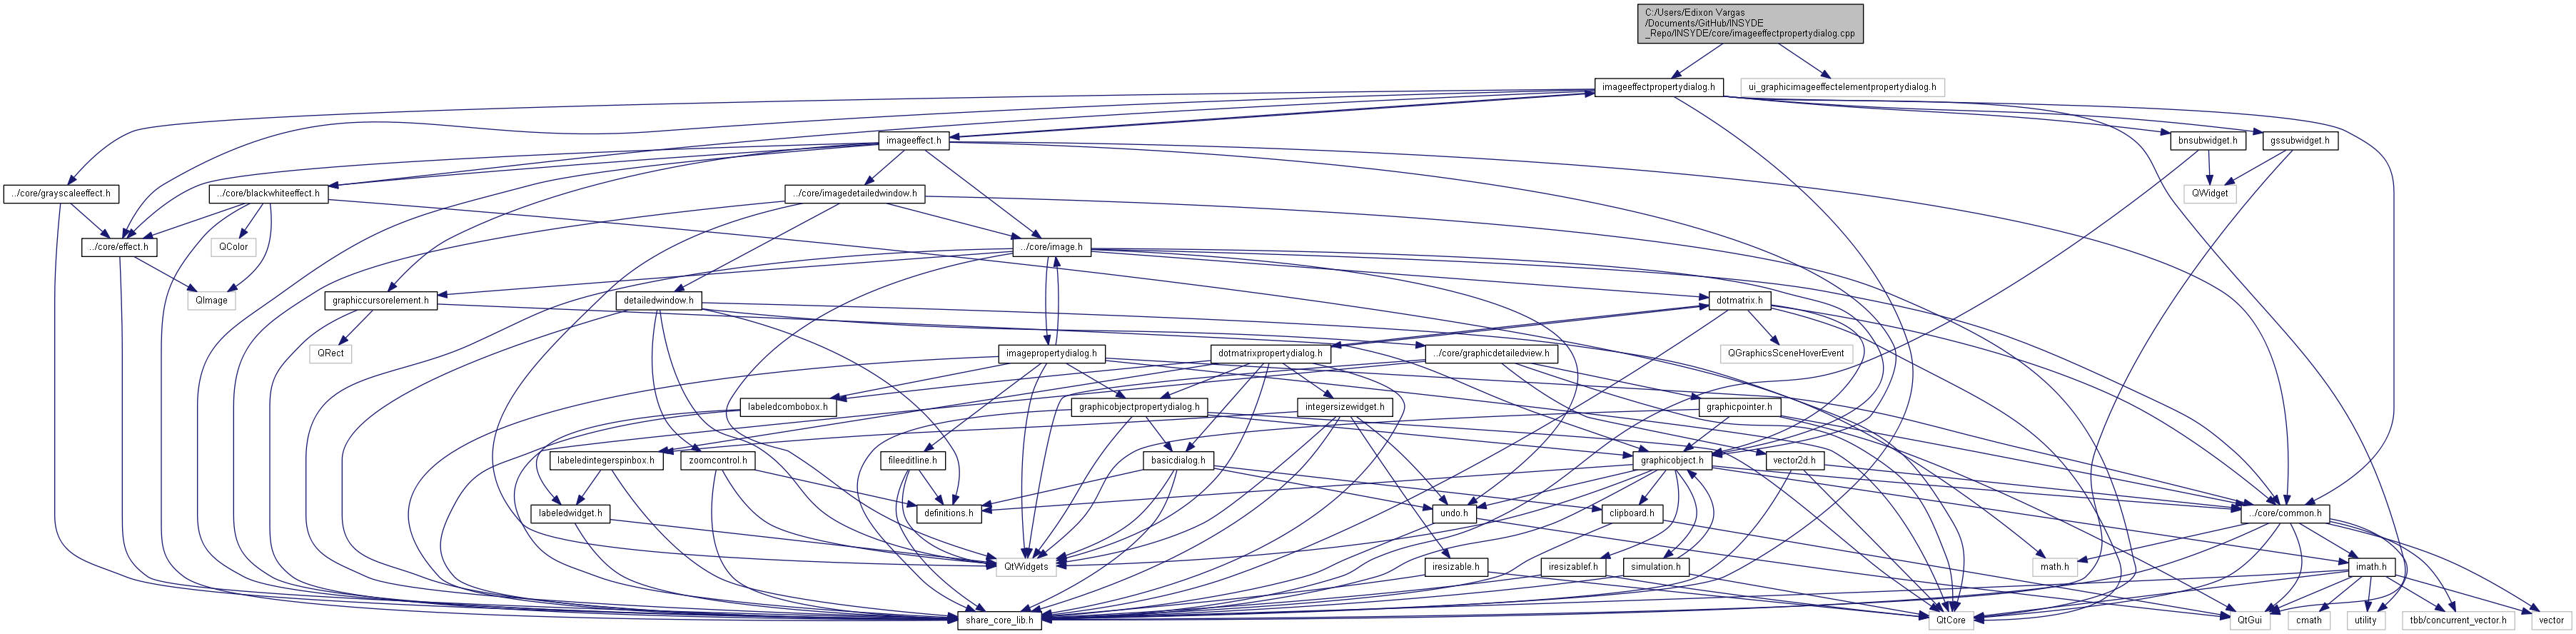 C:/Users/Edixon Vargas
/Documents/GitHub/INSYDE
_Repo/INSYDE/core/imageeffectpropertydialog.cpp
imageeffectpropertydialog.h
ui_graphicimageeffectelementpropertydialog.h
imageeffect.h
bnsubwidget.h
gssubwidget.h
../core/grayscaleeffect.h
../core/blackwhiteeffect.h
../core/imagedetailedwindow.h
QWidget
../core/effect.h
QColor
../core/image.h
QImage
graphiccursorelement.h
detailedwindow.h
dotmatrix.h
QRect
imagepropertydialog.h
dotmatrixpropertydialog.h
../core/graphicdetailedview.h
QGraphicsSceneHoverEvent
labeledcombobox.h
graphicobjectpropertydialog.h
integersizewidget.h
graphicpointer.h
labeledintegerspinbox.h
zoomcontrol.h
fileeditline.h
basicdialog.h
graphicobject.h
vector2d.h
labeledwidget.h
definitions.h
undo.h
clipboard.h
../core/common.h
QtWidgets
iresizable.h
iresizablef.h
simulation.h
math.h
imath.h
share_core_lib.h
QtCore
QtGui
cmath
utility
tbb/concurrent_vector.h
vector